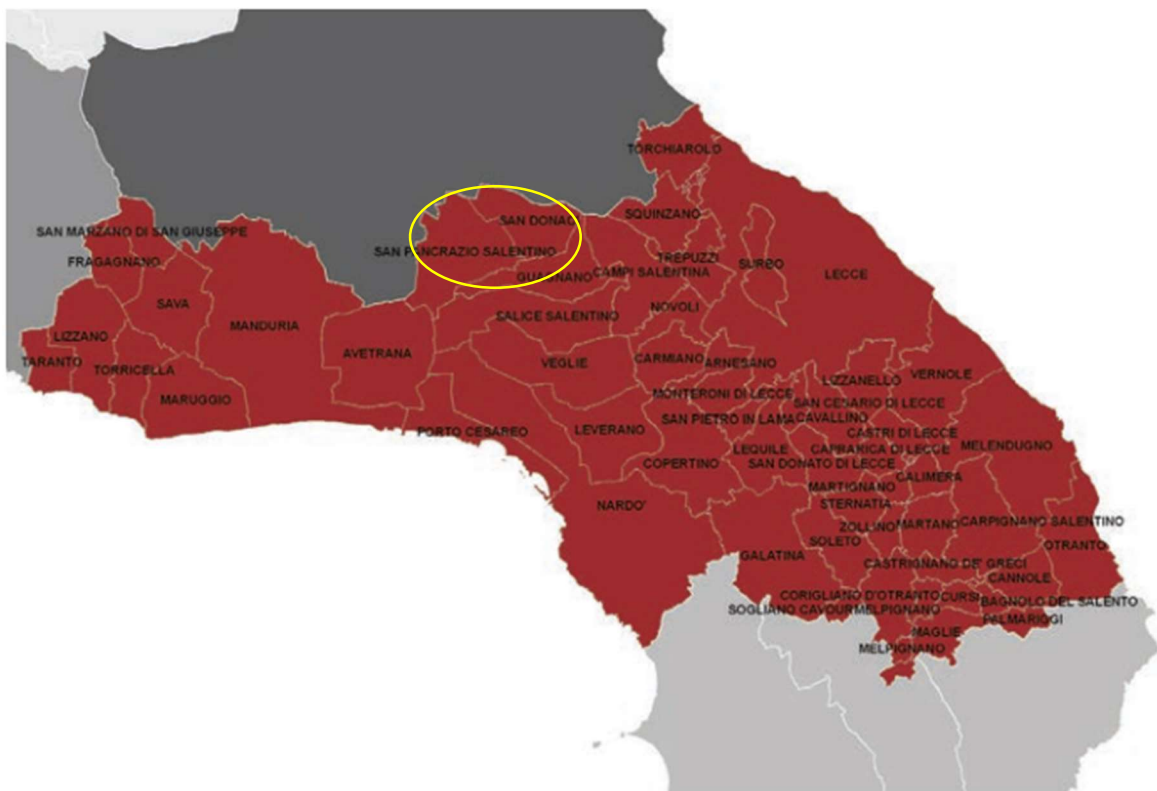 TORCHIAROLO
SAN DONACI
SQUINZANO
SAN MARZANO DI SAN GIUSEPPE
SAN PANCRAZIO SALENTINO
TREPUZZI
FRAGAGNANO
SURBO
GUAGNANO
CAMPI SALENTINA
LECCE
SAVA
NOVOLI
SALICE SALENTINO
MANDURIA
LIZZANO
AVETRANA
CARMIANO
ARNESANO
TARANTO
VEGLIE
TORRICELLA
VERNOLE
LIZZANELLO
MONTERONI DI LECCE
MARUGGIO
SAN CESARIO DI LECCE
SAN PIETRO IN LAMA
CAVALLINO
PORTO CESAREO
LEVERANO
CASTRI DI LECCE
MELENDUGNO
LEQUILE
CAPRARICA DI LECCE
COPERTINO
SAN DONATO DI LECCE
CALIMERA
MARTIGNANO
NARDO'
STERNATIA
ZOLLINO
MARTANO
CARPIGNANO SALENTINO
SOLETO
OTRANTO
GALATINA
CASTRIGNANO DE' GRECI
CANNOLE
CORIGLIANO D'OTRANTO
CURSI
BAGNOLO DEL SALENTO
SOGLIANO CAVOUR
MELPIGNANO
PALMARIGGI
MAGLIE
MELPIGNANO